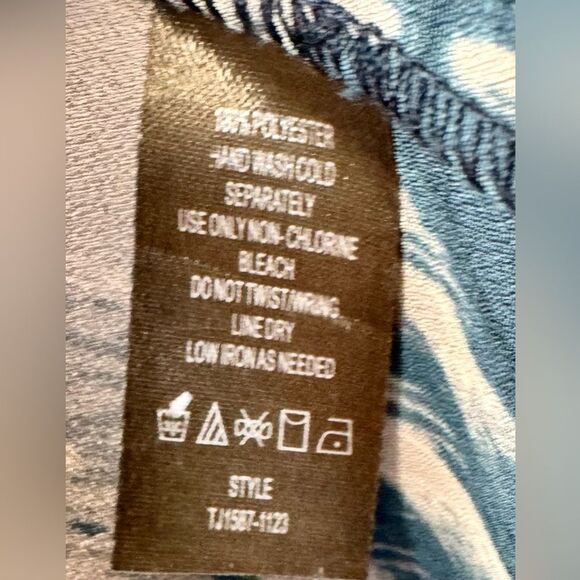 100% POLYESTER
HAND WASH COLD
SEPARATELY
USE ONLY NON-CHLORINE
BLEACH
DO NOT TWIST/WRING
LINE DRY
LOW IRON AS NEEDED
STYLE
TJ1587-1123